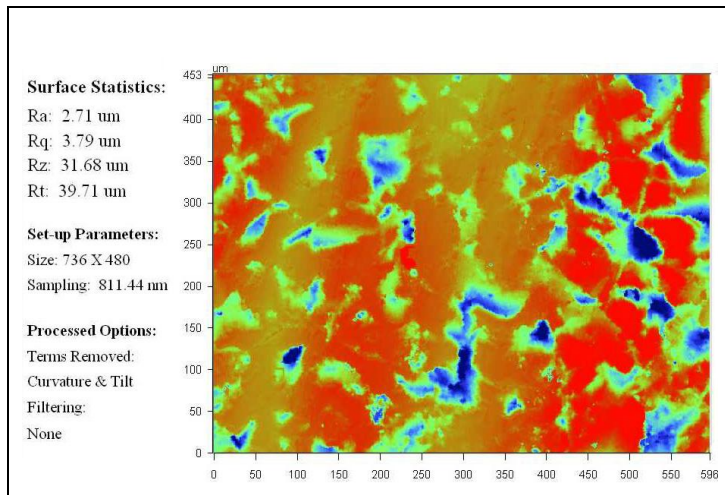 Surface Statistics:
Ra: 2.71 um
Rq: 3.79 um
Rz: 31.68 um
Rt: 39.71 um
Set-up Parameters:
Size: 736 X 480
Sampling: 811.44 nm
Processed Options:
Terms Removed:
Curvature & Tilt
Filtering:
None
um
453
400
350
300
250
200
150
100
50
0
0 50 100 150 200 250 300 350 400 450 500 550 596